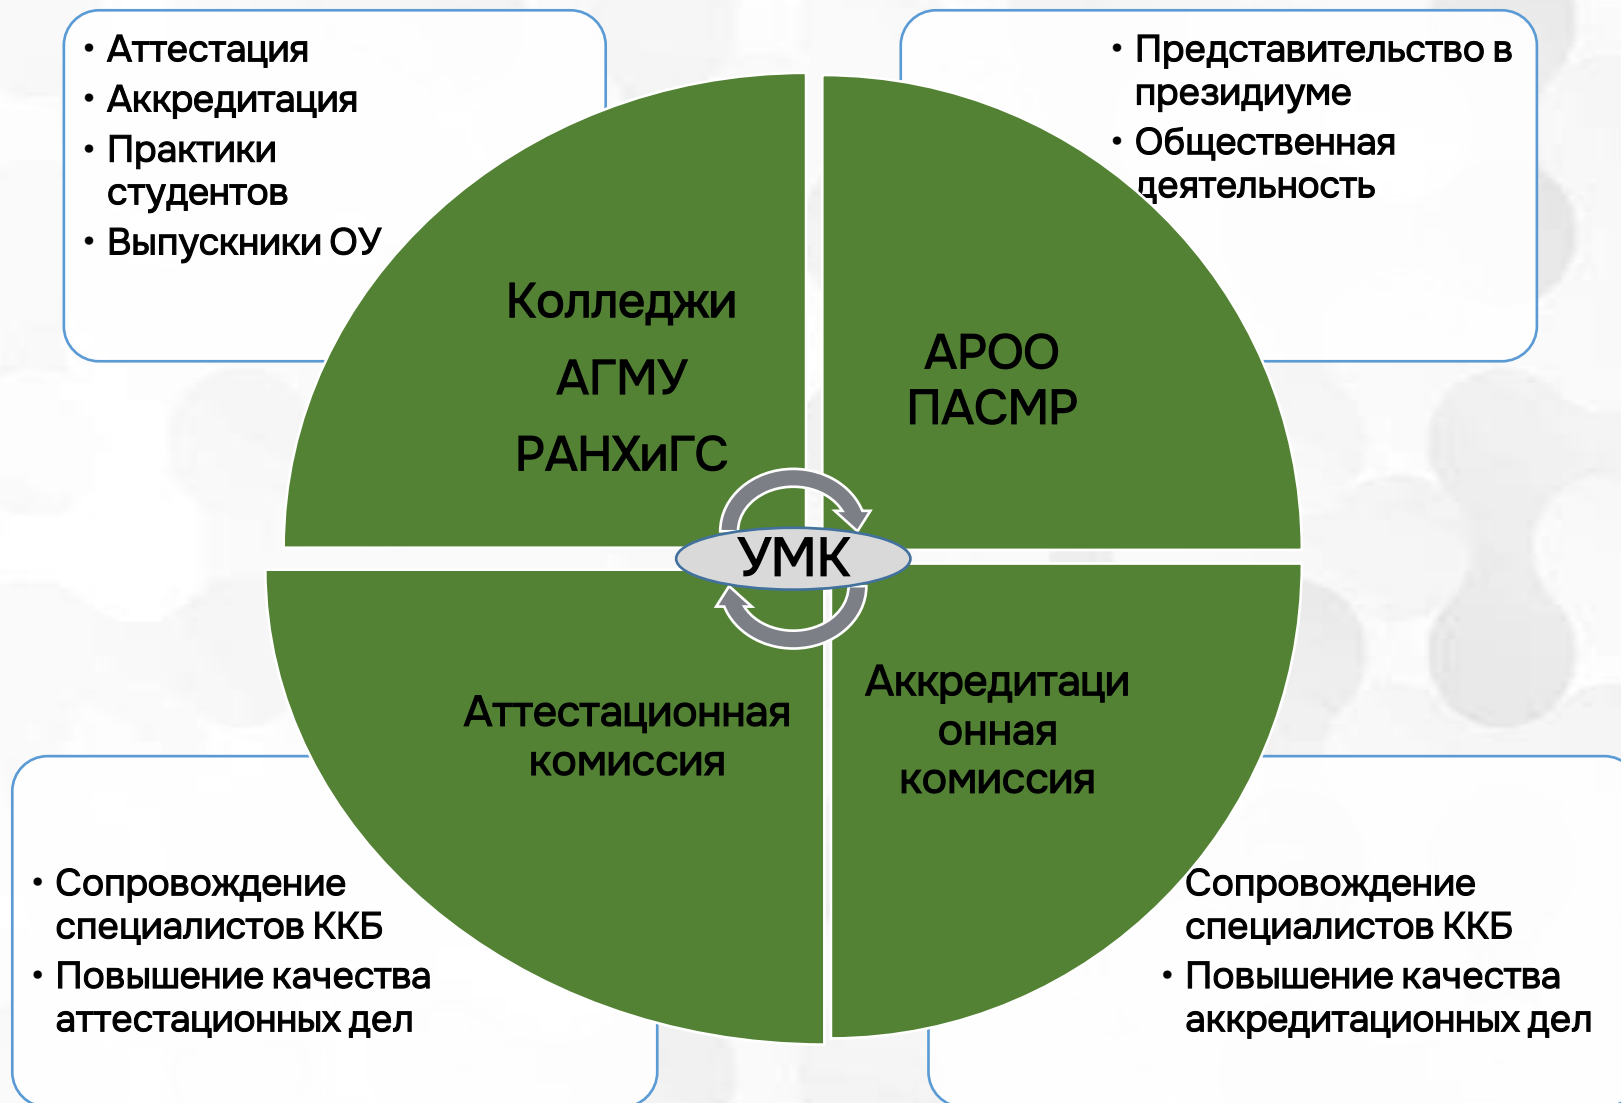 • Аттестация
• Аккредитация
• Практики
студентов
• Выпускники ОУ
• Представительство в
президиуме
• Общественная
деятельность
Колледжи
АГМУ
РАНХиГС
АРОО
ПАСМР
УМК
Аттестационная
комиссия
Аккредитаци
онная
комиссия
• Сопровождение
специалистов ККБ
• Повышение качества
аттестационных дел
Сопровождение
специалистов ККБ
• Повышение качества
аккредитационных дел